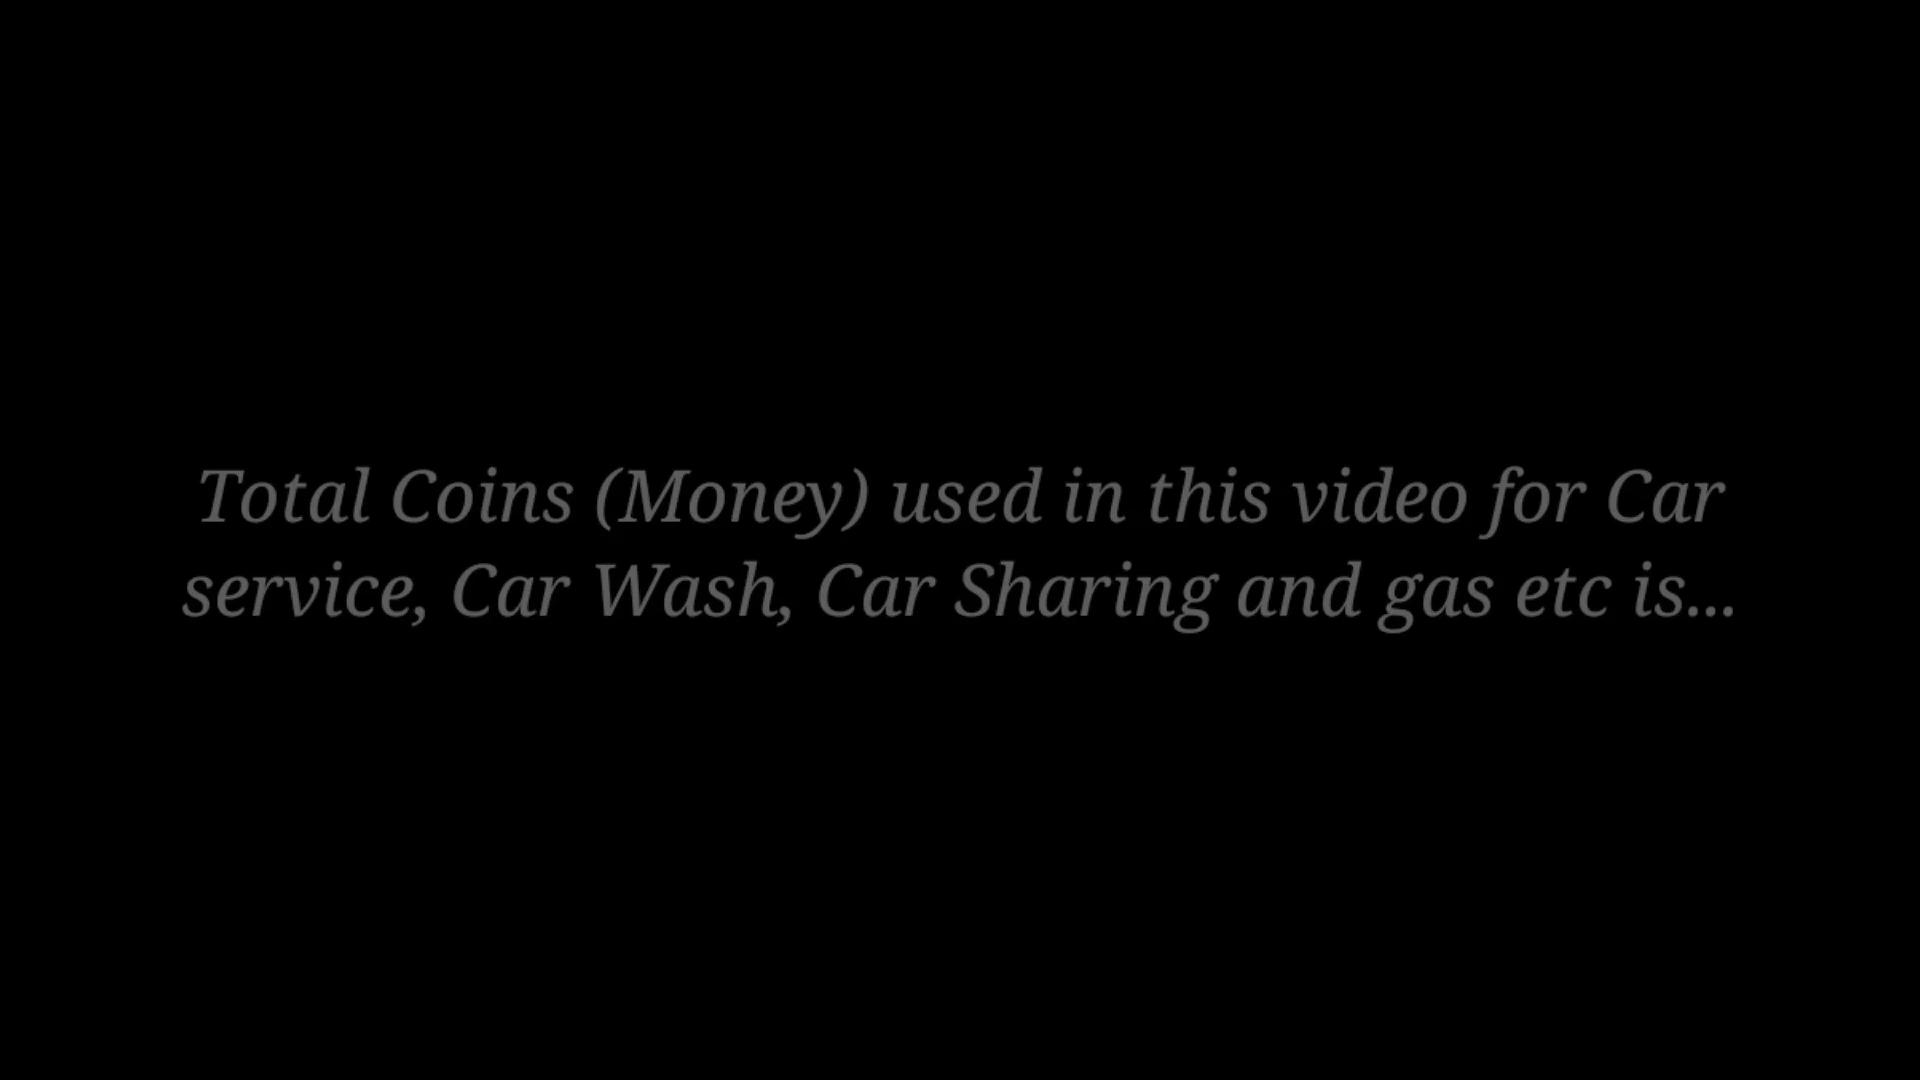 Total Coins (Money) used in this video for Car
service, Car Wash, Car Sharing and gas etc is...